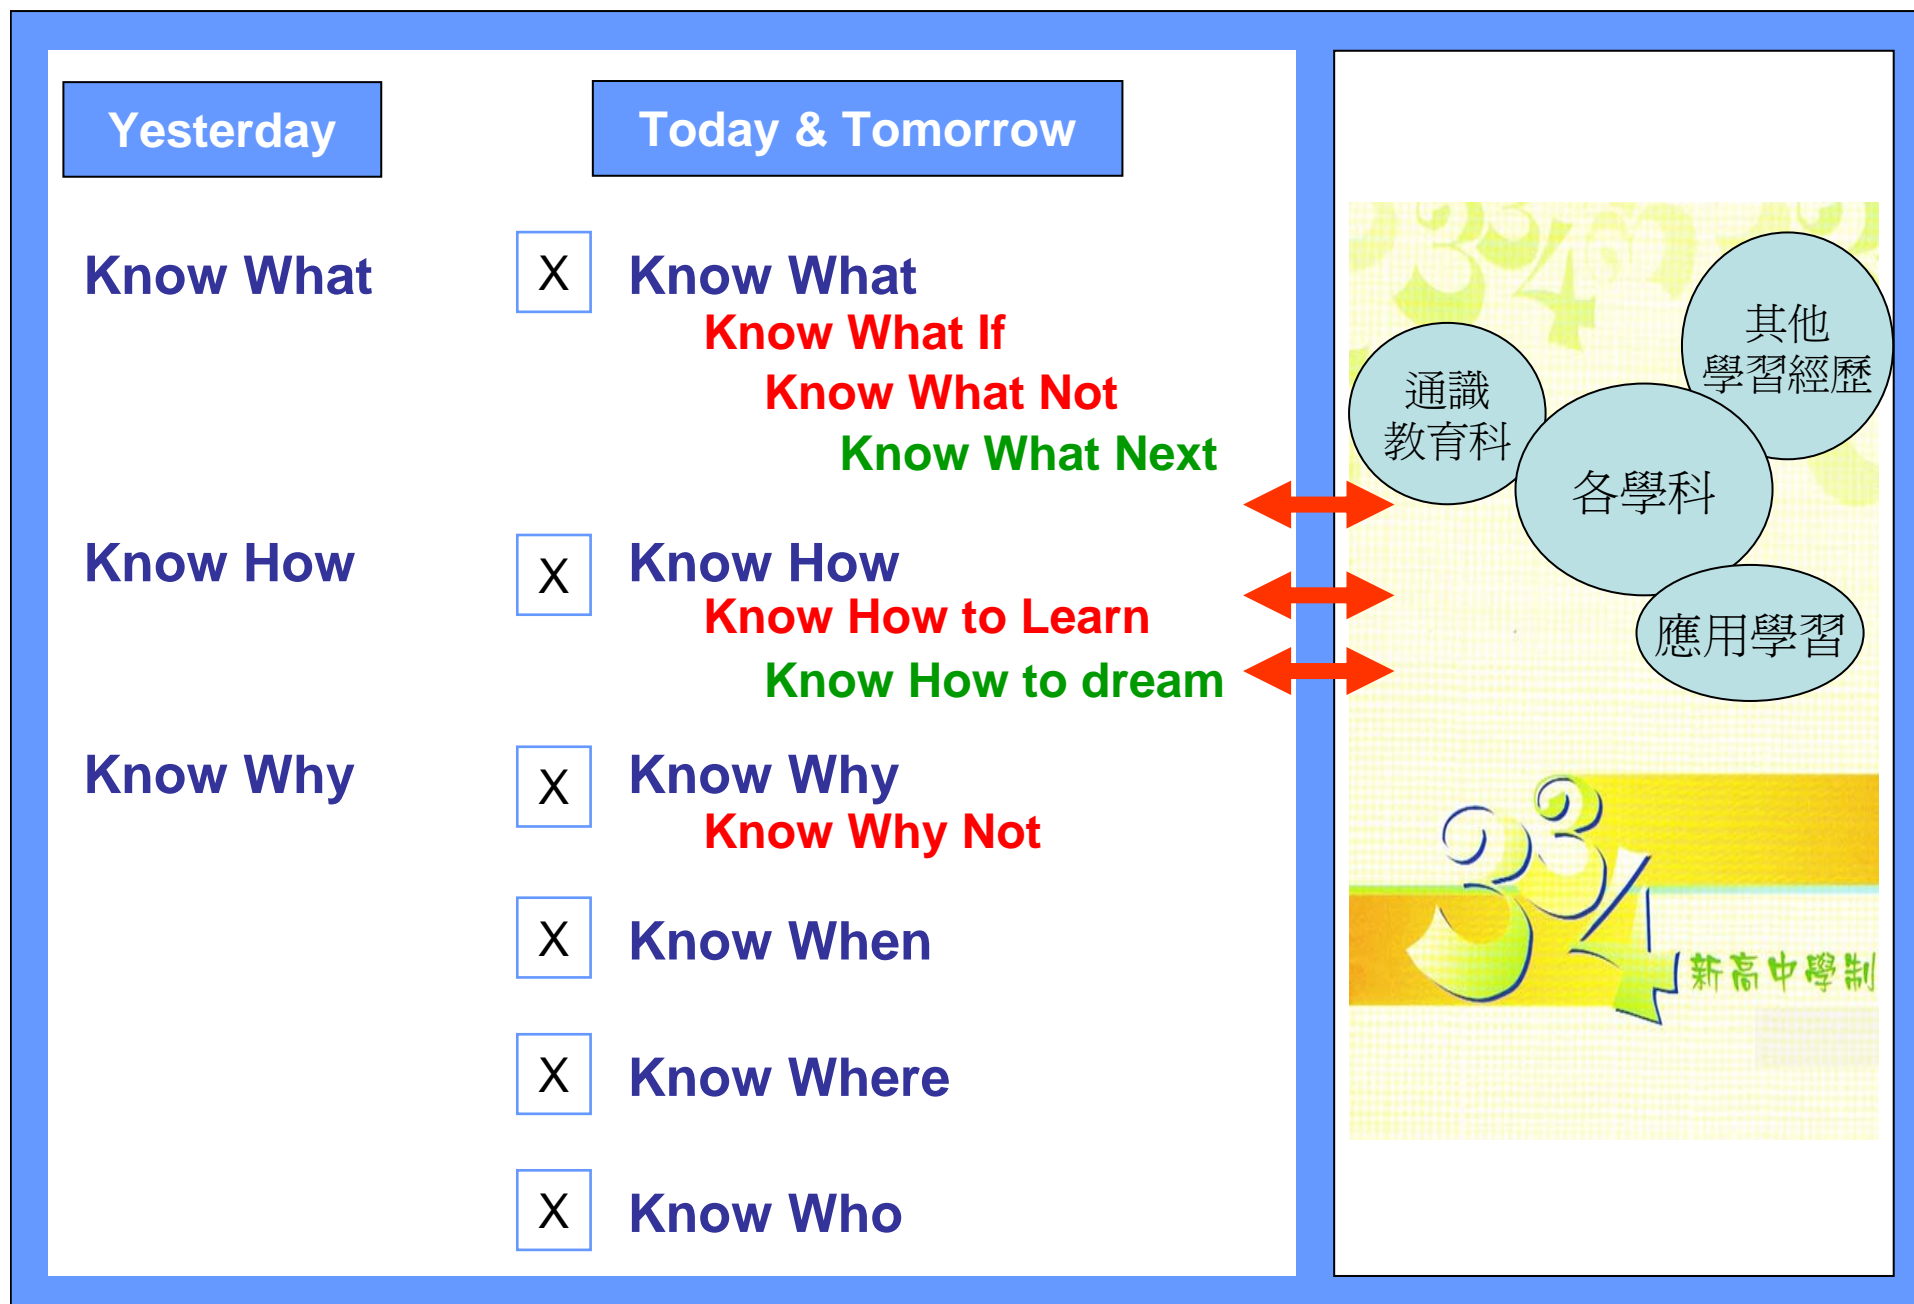 Yesterday
Today & Tomorrow
Know What
X
Know What
Know What If
Know What Not
Know What Next
Know How
X
Know How
Know How to Learn
Know How to dream
Know Why
X
Know Why
Know Why Not
X
Know When
X
Know Where
X
Know Who
其他
學習經歷
通識
教育科
各學科
應用學習
334
新高中學制